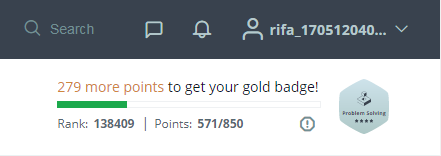 Search
rifa_170512040...
279 more points to get your gold badge!
Rank: 138409 | Points: 571/850
Problem Solving